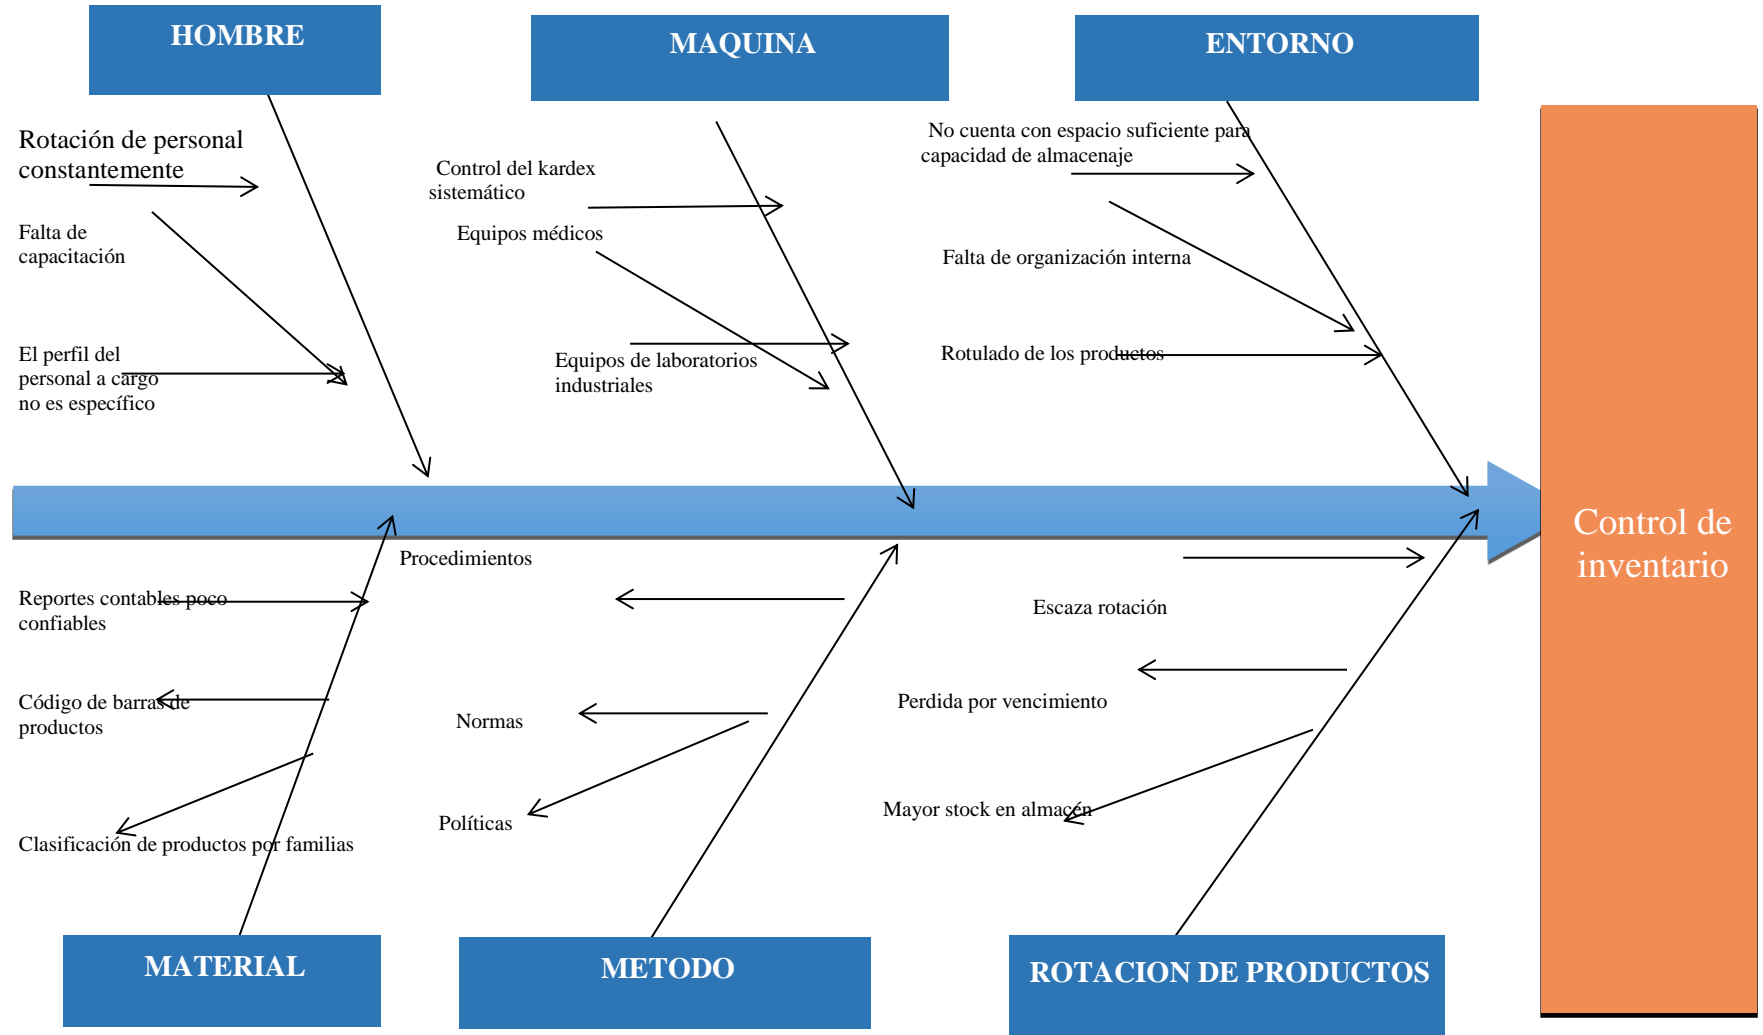 HOMBRE
MAQUINA
ENTORNO
Rotación de personal
constantemente
Falta de
capacitación
El perfil del
personal a cargo
no es específico
Control del kardex
sistemático
Equipos médicos
Equipos de laboratorios
industriales
No cuenta con espacio suficiente para
capacidad de almacenaje
Falta de organización interna
Rotulado de los productos
Control de
inventario
Reportes contables poco
confiables
Código de barras de
productos
Clasificación de productos por familias
Procedimientos
Normas
Políticas
Escaza rotación
Perdida por vencimiento
Mayor stock en almacén
MATERIAL
METODO
ROTACION DE PRODUCTOS